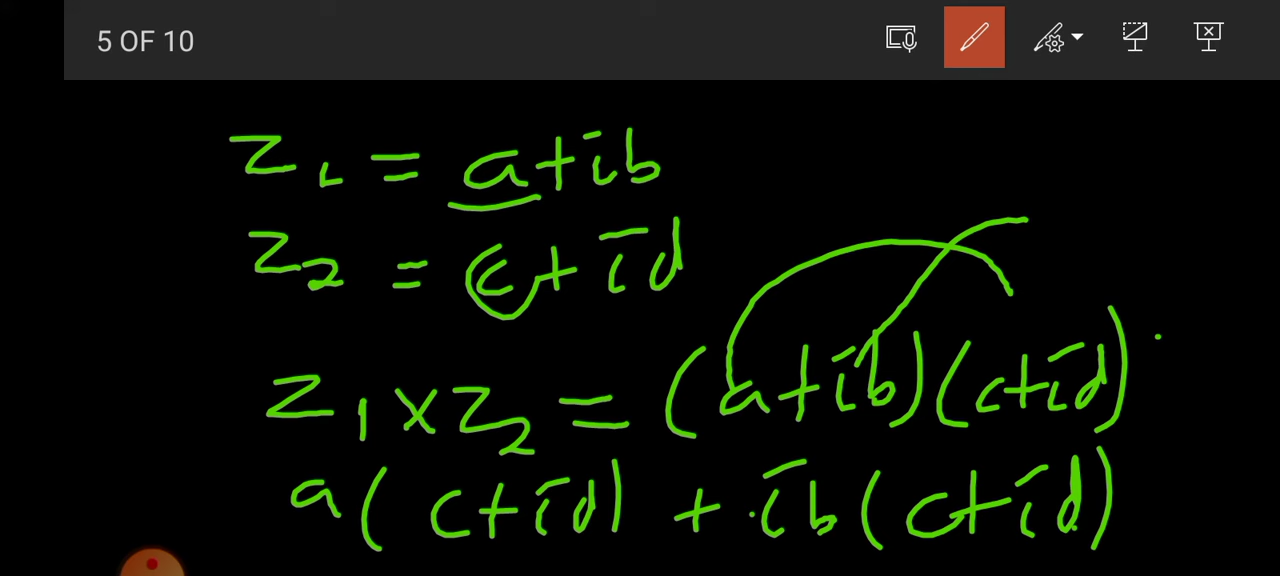 5 OF 10
z₁ = a+ib
z₂ = c+id
z₁×z₂ = (a+ib)(c+id)
a(c+id) + ib(c+id)